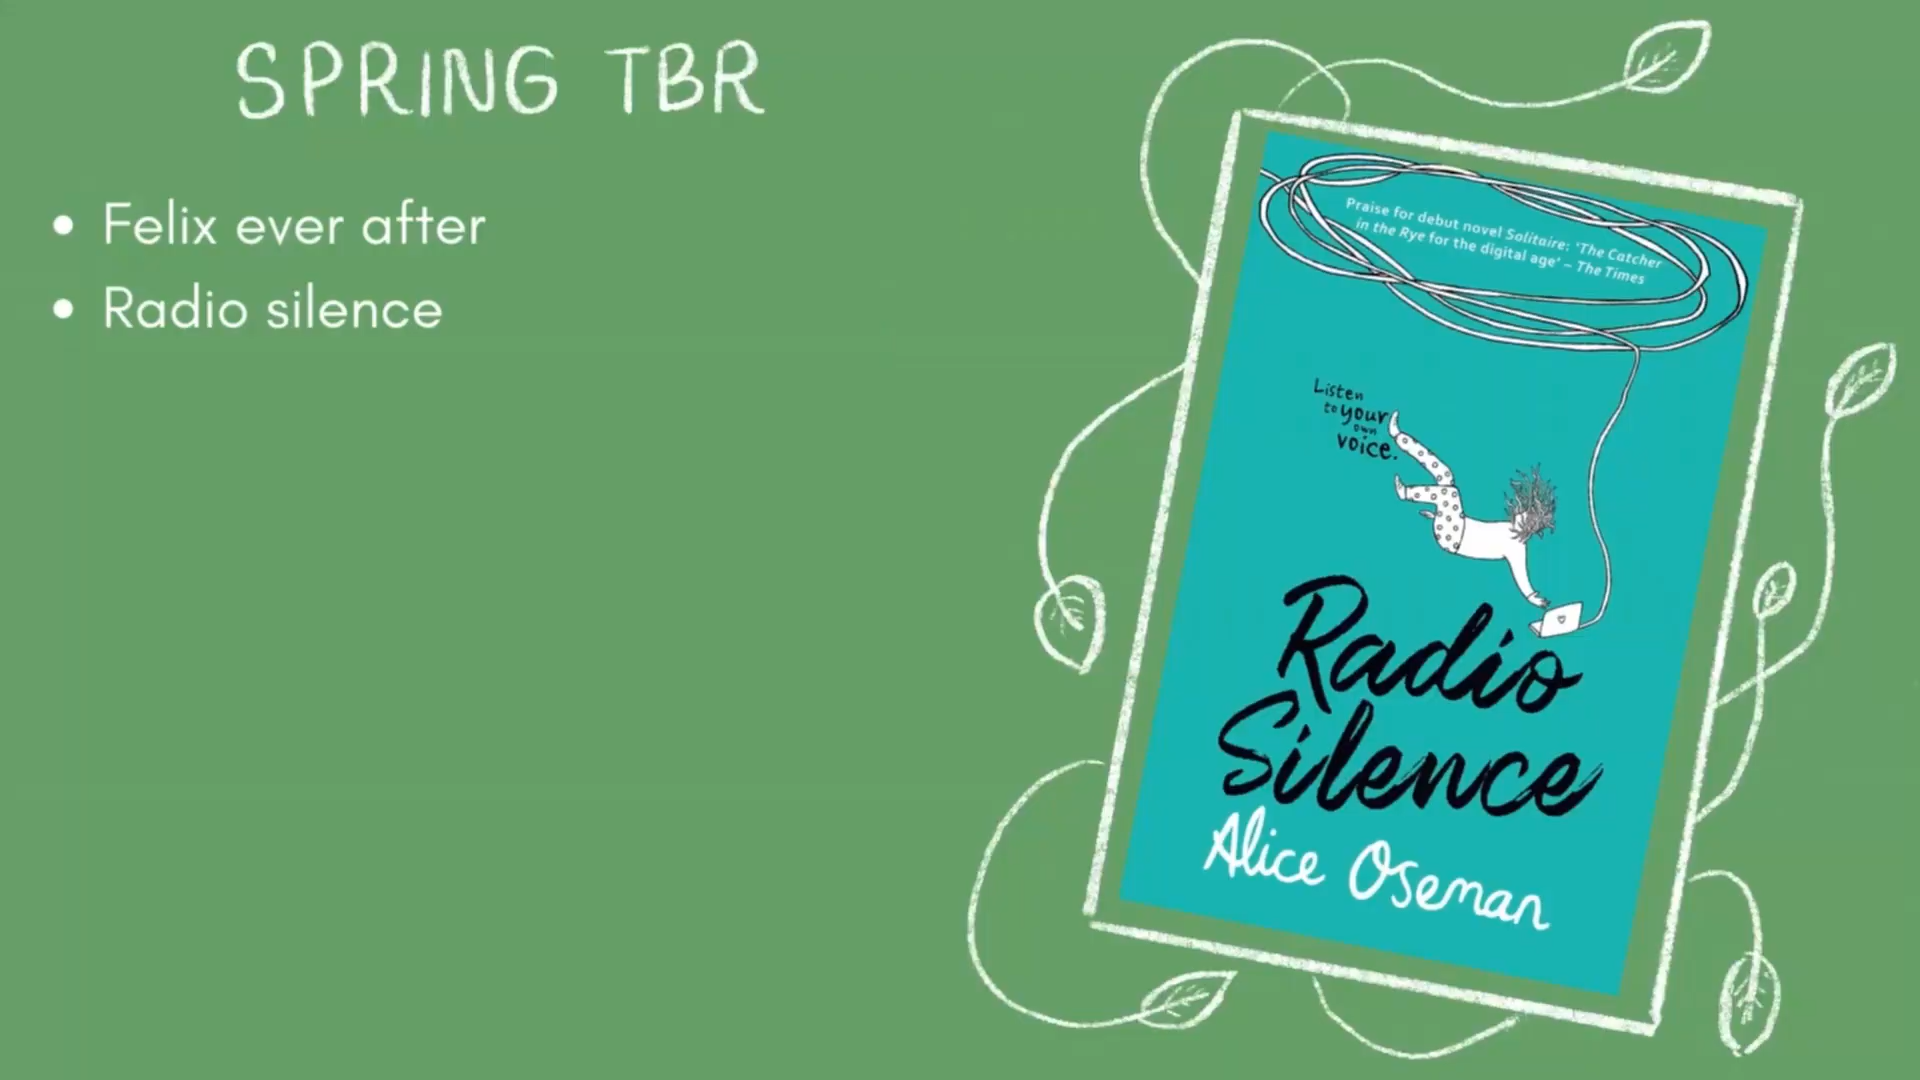 SPRING TBR
• Felix ever after
• Radio silence
Praise for debut novel Solitaire: 'The Catcher
in the Rye for the digital age' – The Times
Listen
to your
own
voice.
Radio
Silence
Alice Oseman